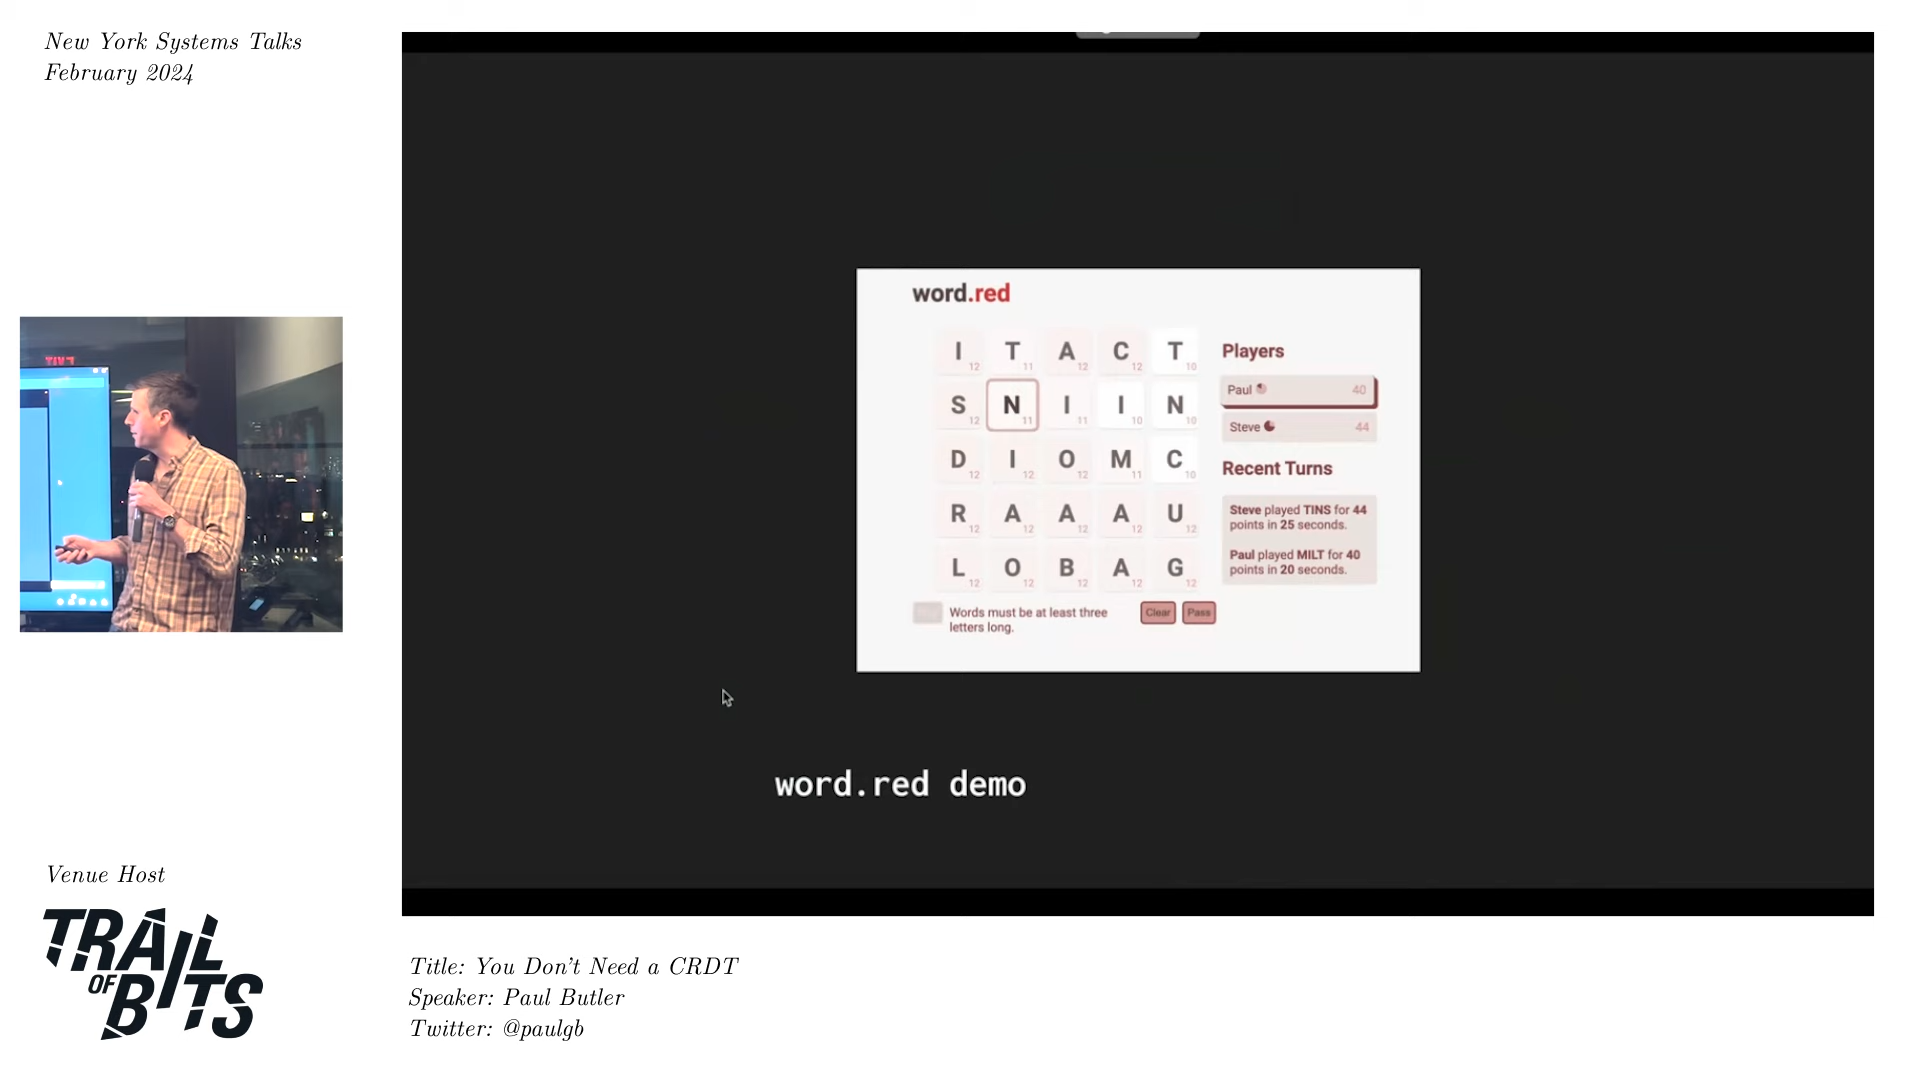 New York Systems Talks
February 2024
word.red
I 12 T 11 A 12 C 12 T 10
S 12 N 11 I 11 I 10 N 10
D 12 I 12 O 12 M 11 C 10
R 12 A 12 A 12 A 12 U 12
L 12 O 12 B 12 A 12 G 12
Words must be at least three
letters long.
Clear Pass
Players
Paul 40
Steve 44
Recent Turns
Steve played TINS for 44
points in 25 seconds.
Paul played MILT for 40
points in 20 seconds.
word.red demo
Venue Host
TRAIL
OF
BITS
Title: You Don't Need a CRDT
Speaker: Paul Butler
Twitter: @paulgb